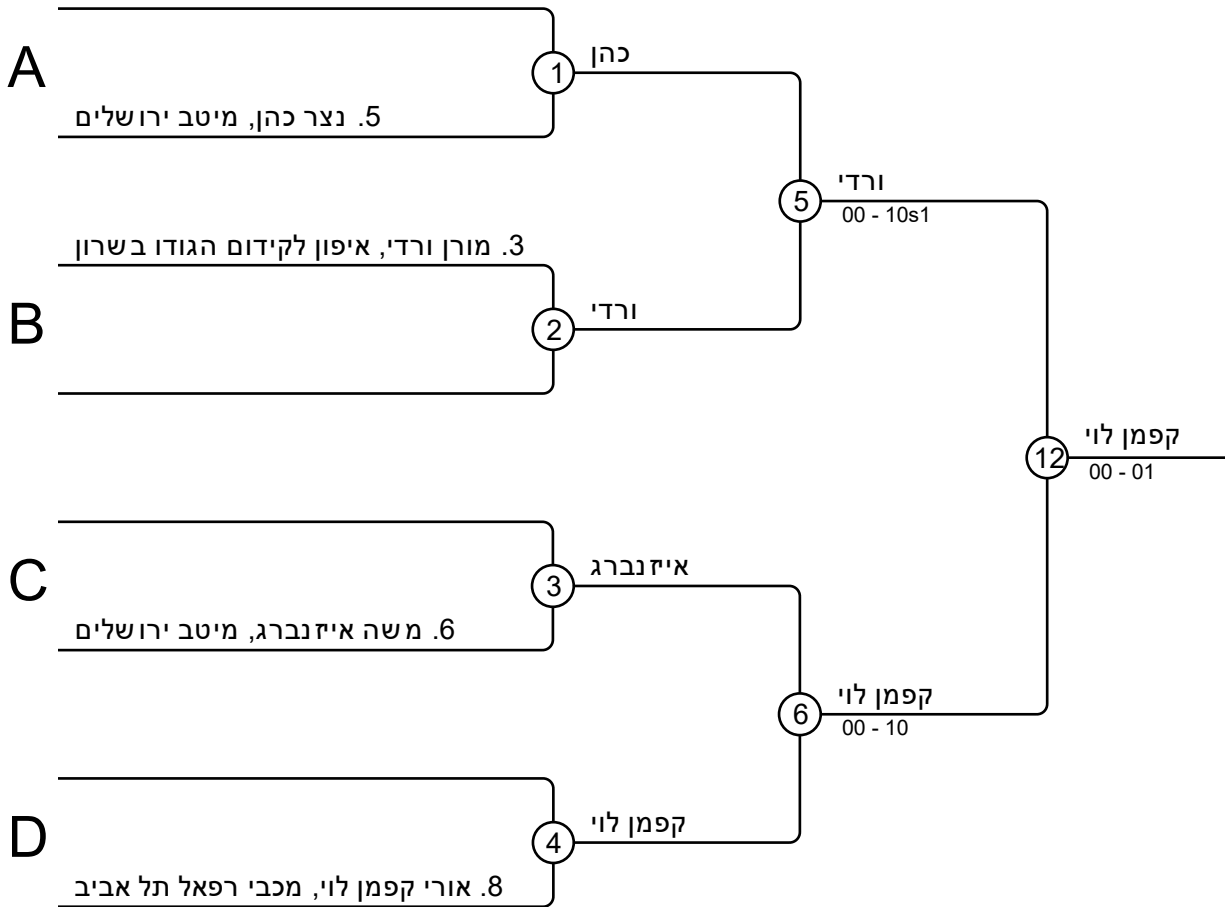 A
1
כהן
5. נצר כהן, מיטב ירושלים
5
ורדי
00 - 10s1
3. מורן ורדי, איפון לקידום הגודו בשרון
B
2
ורדי
12
קפמן לוי
00 - 01
C
3
אייזנברג
6. משה אייזנברג, מיטב ירושלים
6
קפמן לוי
00 - 10
D
4
קפמן לוי
8. אורי קפמן לוי, מכבי רפאל תל אביב